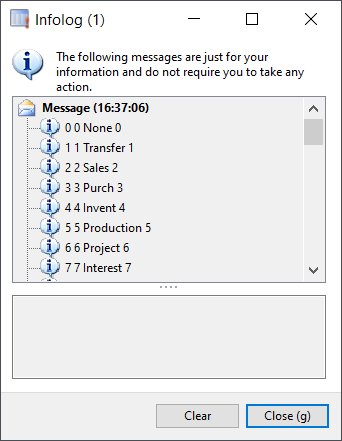 Infolog (1)
The following messages are just for your
information and do not require you to take any
action.
Message (16:37:06)
0 0 None 0
1 1 Transfer 1
2 2 Sales 2
3 3 Purch 3
4 4 Invent 4
5 5 Production 5
6 6 Project 6
7 7 Interest 7
Clear
Close (g)